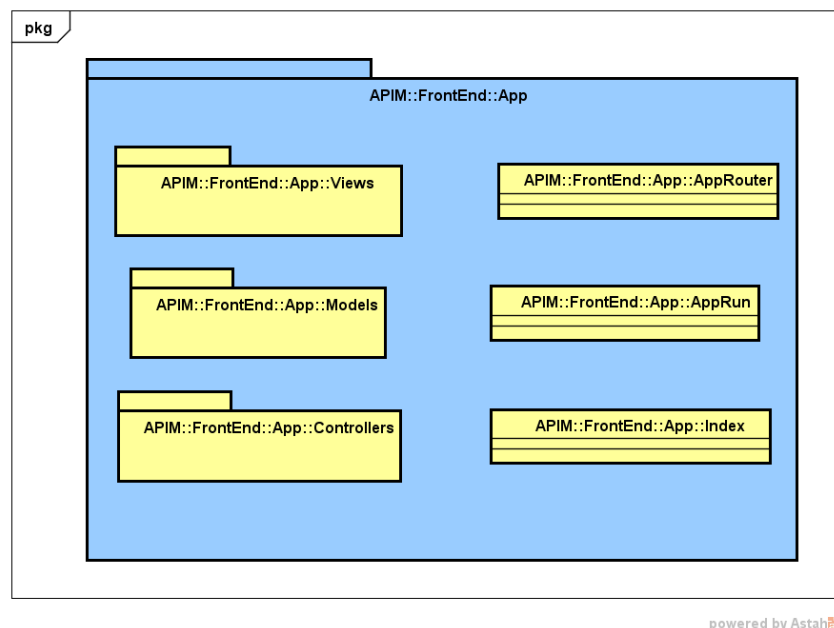 pkg
APIM::FrontEnd::App
APIM::FrontEnd::App::Views
APIM::FrontEnd::App::AppRouter
APIM::FrontEnd::App::Models
APIM::FrontEnd::App::AppRun
APIM::FrontEnd::App::Controllers
APIM::FrontEnd::App::Index
powered by Astah